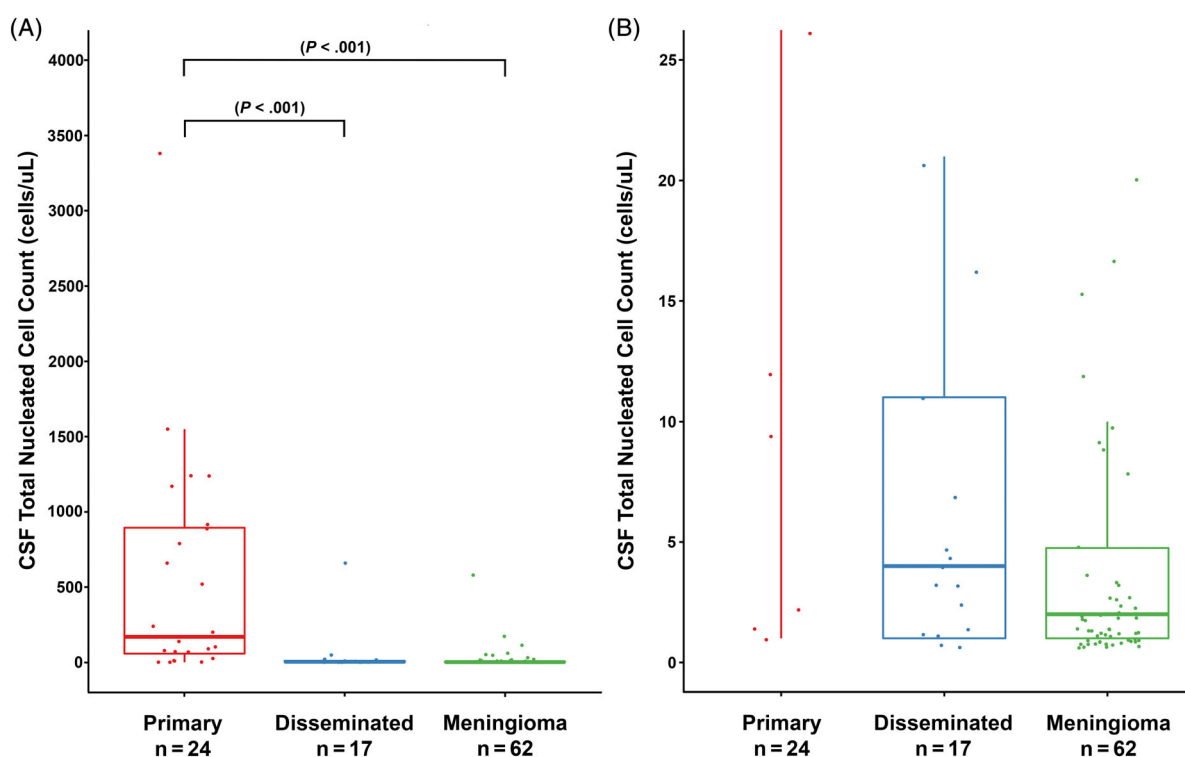 (A)
CSF Total Nucleated Cell Count (cells/uL)
4000
3500
3000
2500
2000
1500
1000
500
0
(P < .001)
(P < .001)
Primary
n = 24
Disseminated
n = 17
Meningioma
n = 62
(B)
CSF Total Nucleated Cell Count (cells/uL)
25
20
15
10
5
0
Primary
n = 24
Disseminated
n = 17
Meningioma
n = 62